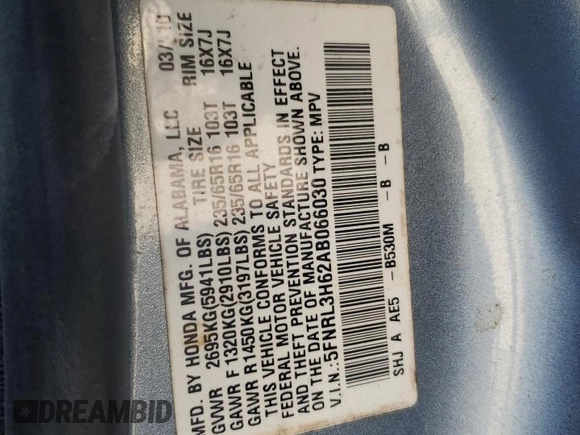 MFD. BY HONDA MFG. OF ALABAMA, LLC 03/10
TIRE SIZE RIM SIZE
GVWR 2695KG(5941LBS)
GAWR F 1320KG(2910LBS) 235/65R16 103T 16X7J
GAWR R 1450KG(3197LBS) 235/65R16 103T 16X7J
THIS VEHICLE CONFORMS TO ALL APPLICABLE
FEDERAL MOTOR VEHICLE SAFETY
AND THEFT PREVENTION STANDARDS IN EFFECT
ON THE DATE OF MANUFACTURE SHOWN ABOVE.
V.I.N.: 5FNRL3H62AB066030 TYPE: MPV
SHJ A AE5 -B530M -B -B
DREAMBID